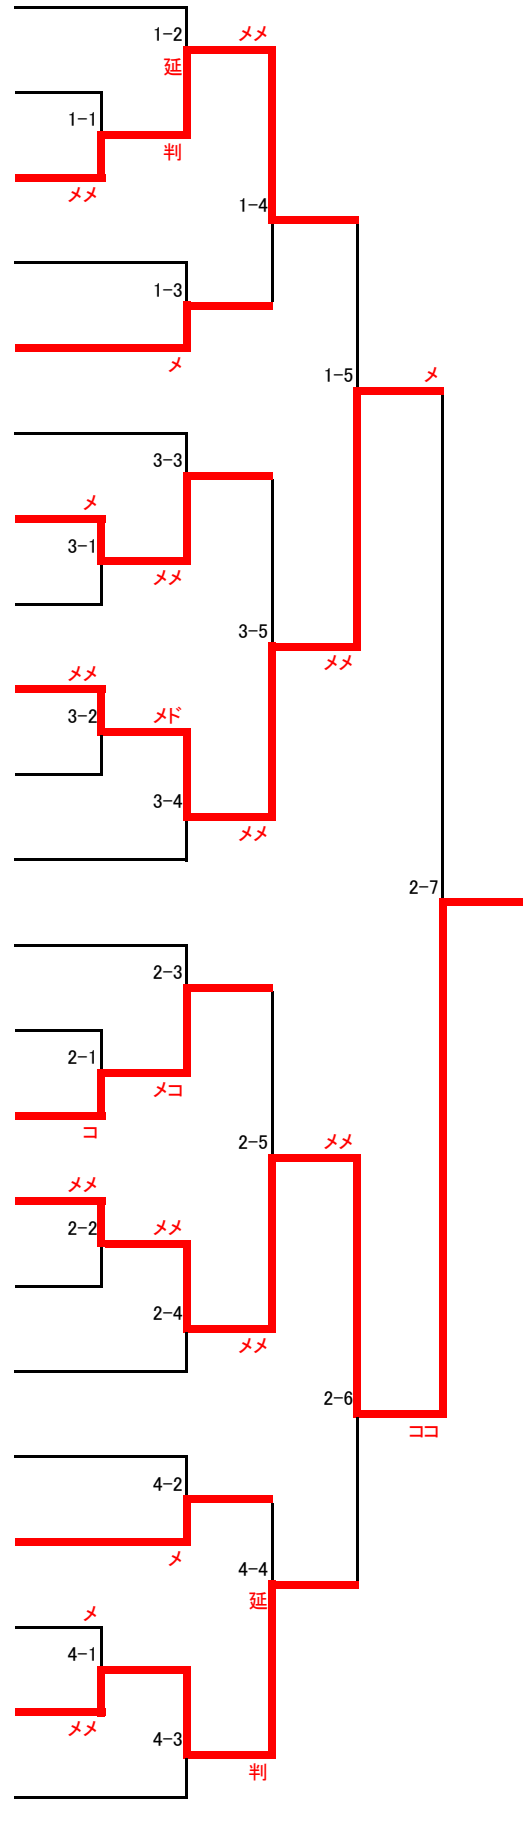 1-2
メメ
延
1-1
判
メメ
1-4
1-3
メ
1-5
メ
3-3
メ
3-1
メメ
3-5
メメ
メメ
3-2
メド
3-4
メメ
2-7
2-3
2-1
メコ
コ
2-5
メメ
メメ
2-2
メメ
2-4
メメ
2-6
ココ
4-2
メ
4-4
延
メ
4-1
メメ
4-3
判